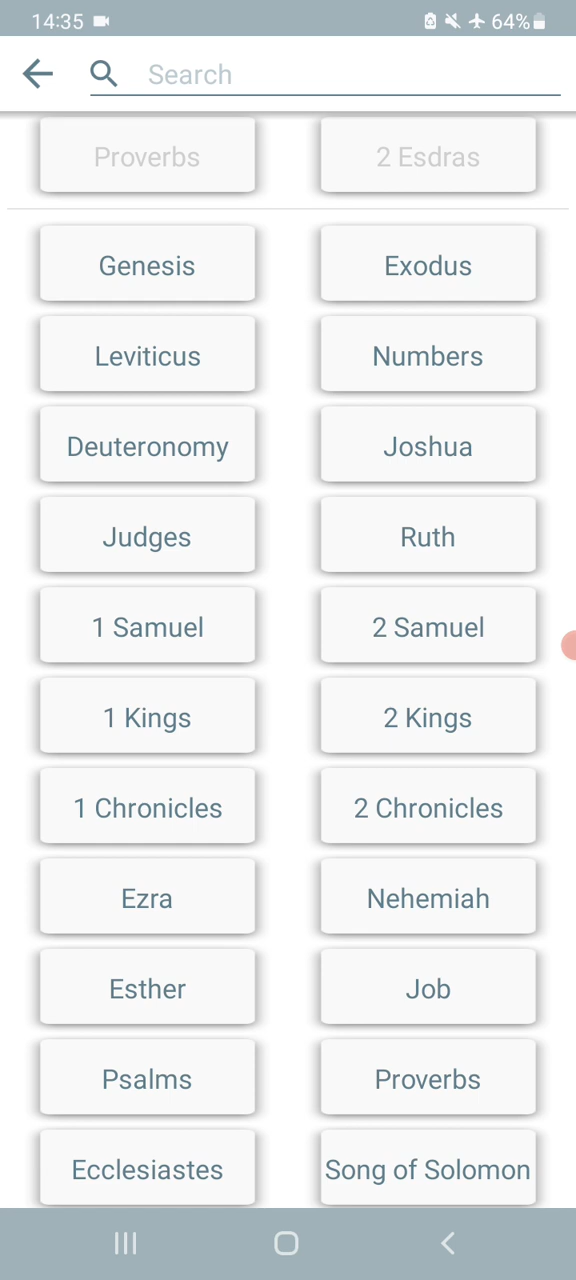 14:35 64%
Search
Proverbs 2 Esdras
Genesis Exodus
Leviticus Numbers
Deuteronomy Joshua
Judges Ruth
1 Samuel 2 Samuel
1 Kings 2 Kings
1 Chronicles 2 Chronicles
Ezra Nehemiah
Esther Job
Psalms Proverbs
Ecclesiastes Song of Solomon